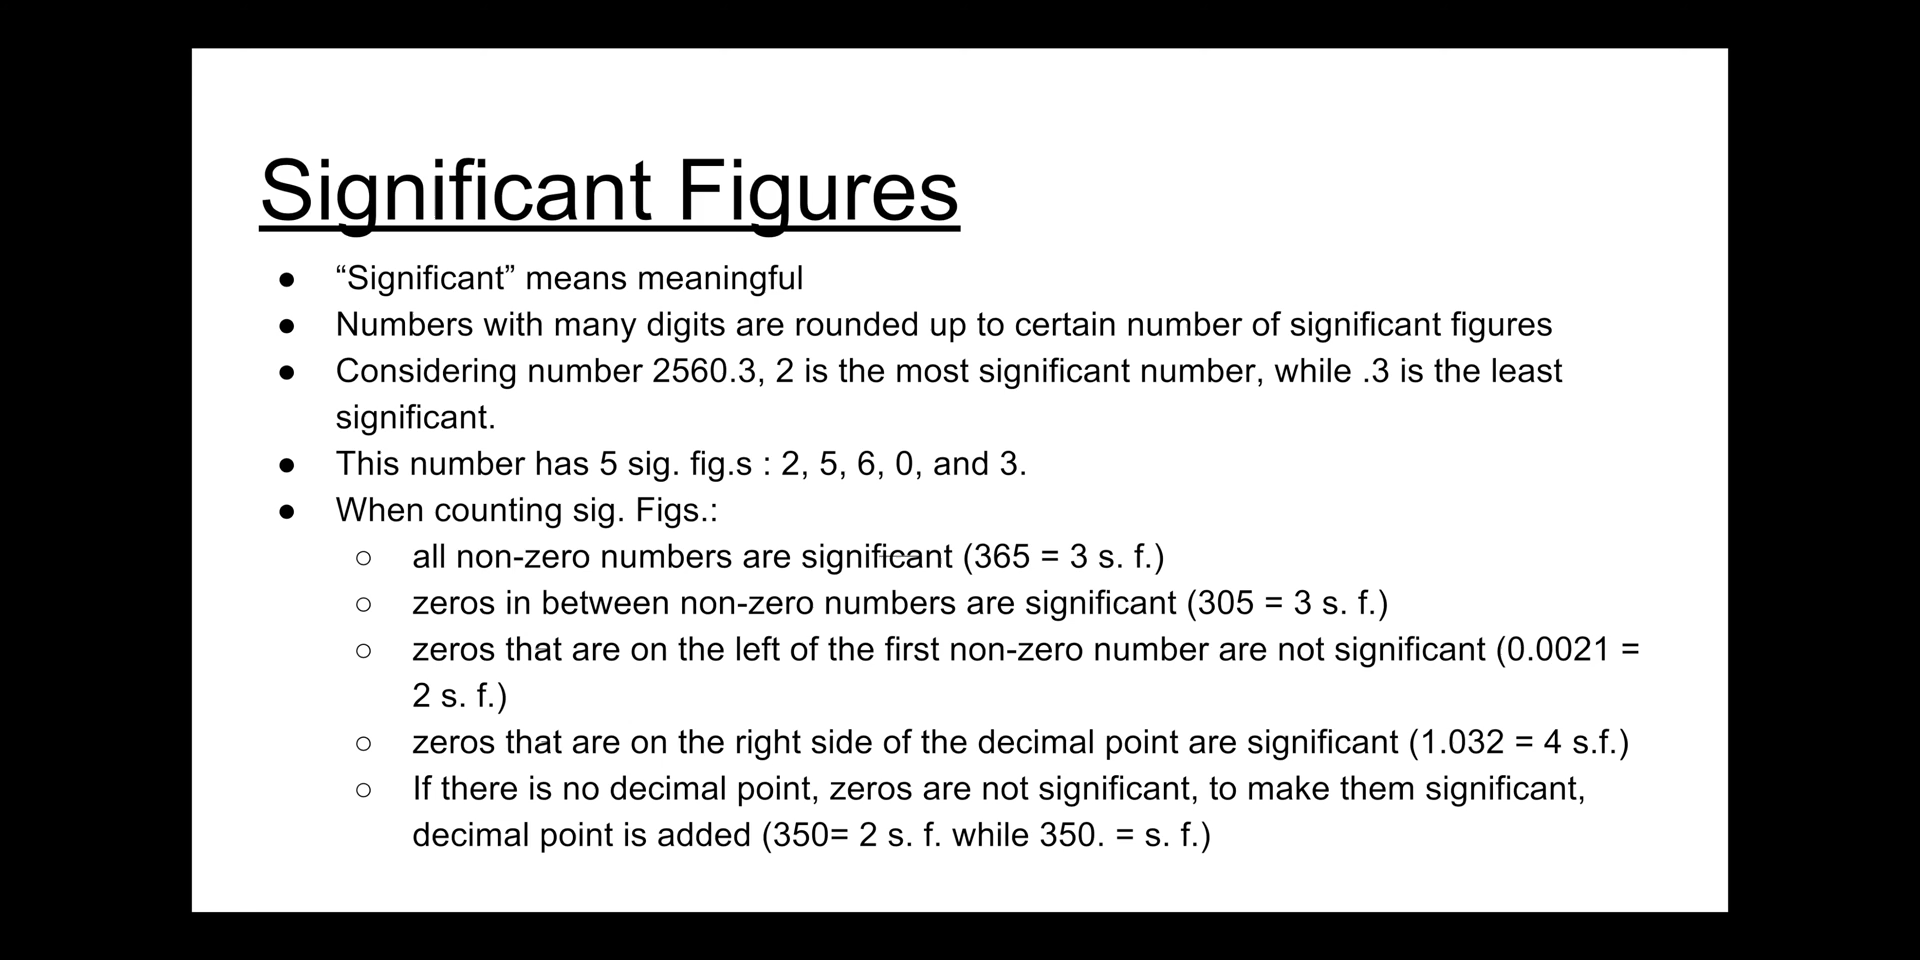 Significant Figures
● “Significant” means meaningful
● Numbers with many digits are rounded up to certain number of significant figures
● Considering number 2560.3, 2 is the most significant number, while .3 is the least
significant.
● This number has 5 sig. fig.s : 2, 5, 6, 0, and 3.
● When counting sig. Figs.:
○ all non-zero numbers are significant (365 = 3 s. f.)
○ zeros in between non-zero numbers are significant (305 = 3 s. f.)
○ zeros that are on the left of the first non-zero number are not significant (0.0021 =
2 s. f.)
○ zeros that are on the right side of the decimal point are significant (1.032 = 4 s.f.)
○ If there is no decimal point, zeros are not significant, to make them significant,
decimal point is added (350= 2 s. f. while 350. = s. f.)